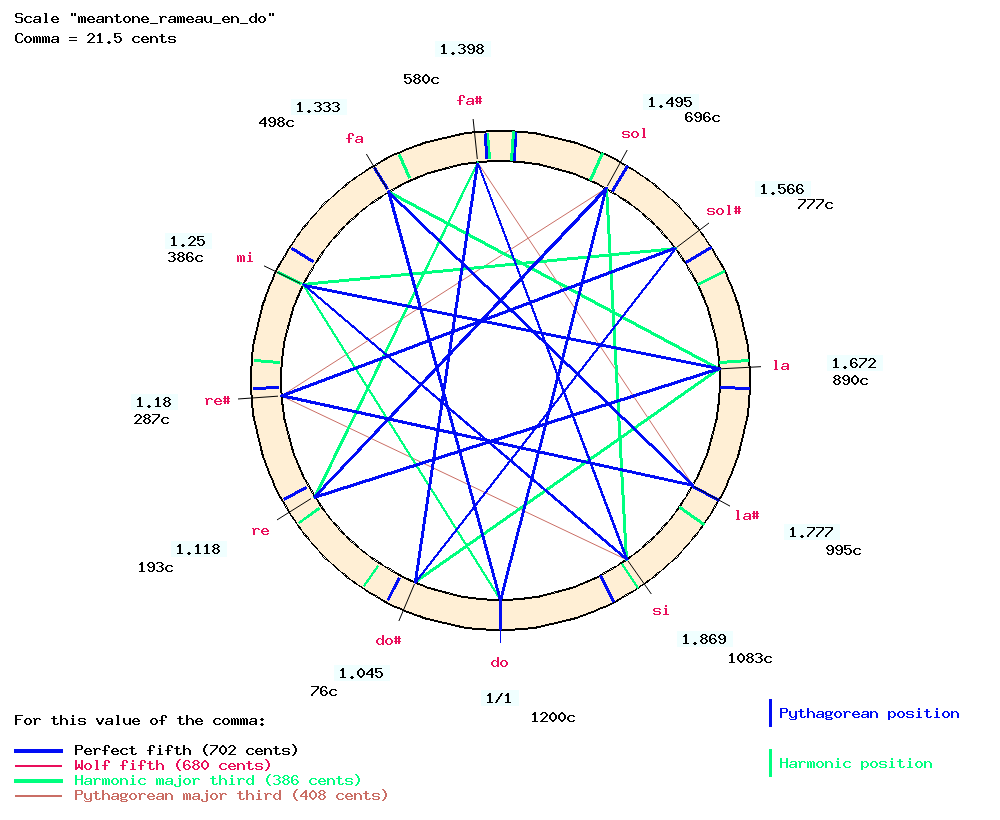 Scale "meantone_rameau_en_do"
Comma = 21.5 cents
1.398
580c
fa#
1.333
498c
fa
1.495
696c
sol
1.566
777c
sol#
1.25
386c
mi
1.672
890c
la
1.18
287c
re#
1.777
995c
la#
1.118
193c
re
1.869
1083c
si
1.045
76c
do#
do
1/1
1200c
For this value of the comma:
Perfect fifth (702 cents)
Wolf fifth (680 cents)
Harmonic major third (386 cents)
Pythagorean major third (408 cents)
Pythagorean position
Harmonic position